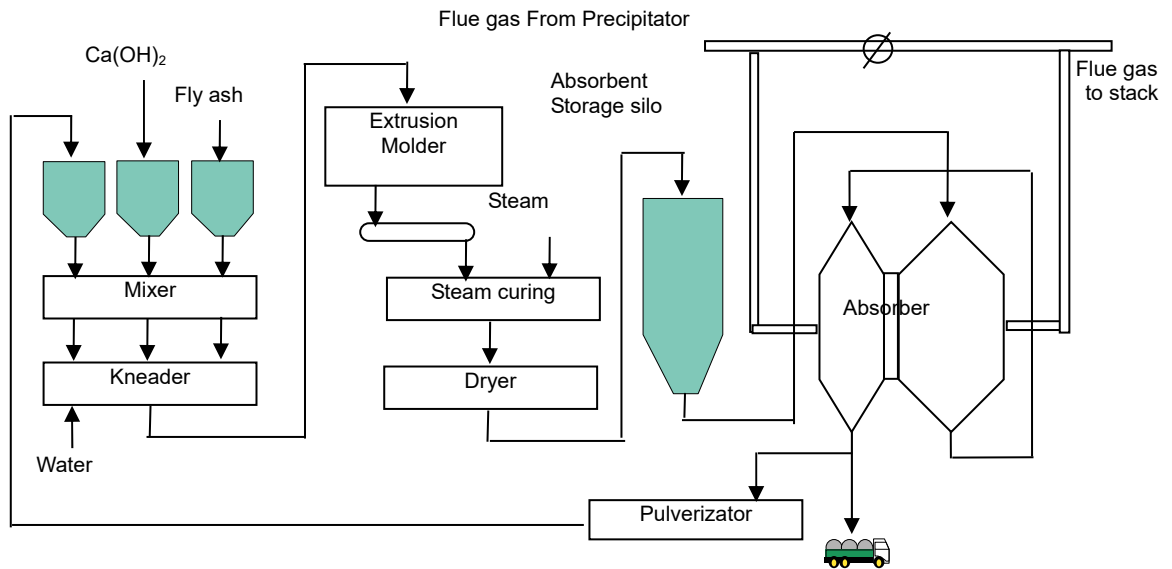 Flue gas From Precipitator
Ca(OH)₂
Fly ash
Extrusion
Molder
Absorbent
Storage silo
Flue gas
to stack
Steam
Mixer
Steam curing
Absorber
Kneader
Dryer
Water
Pulverizator